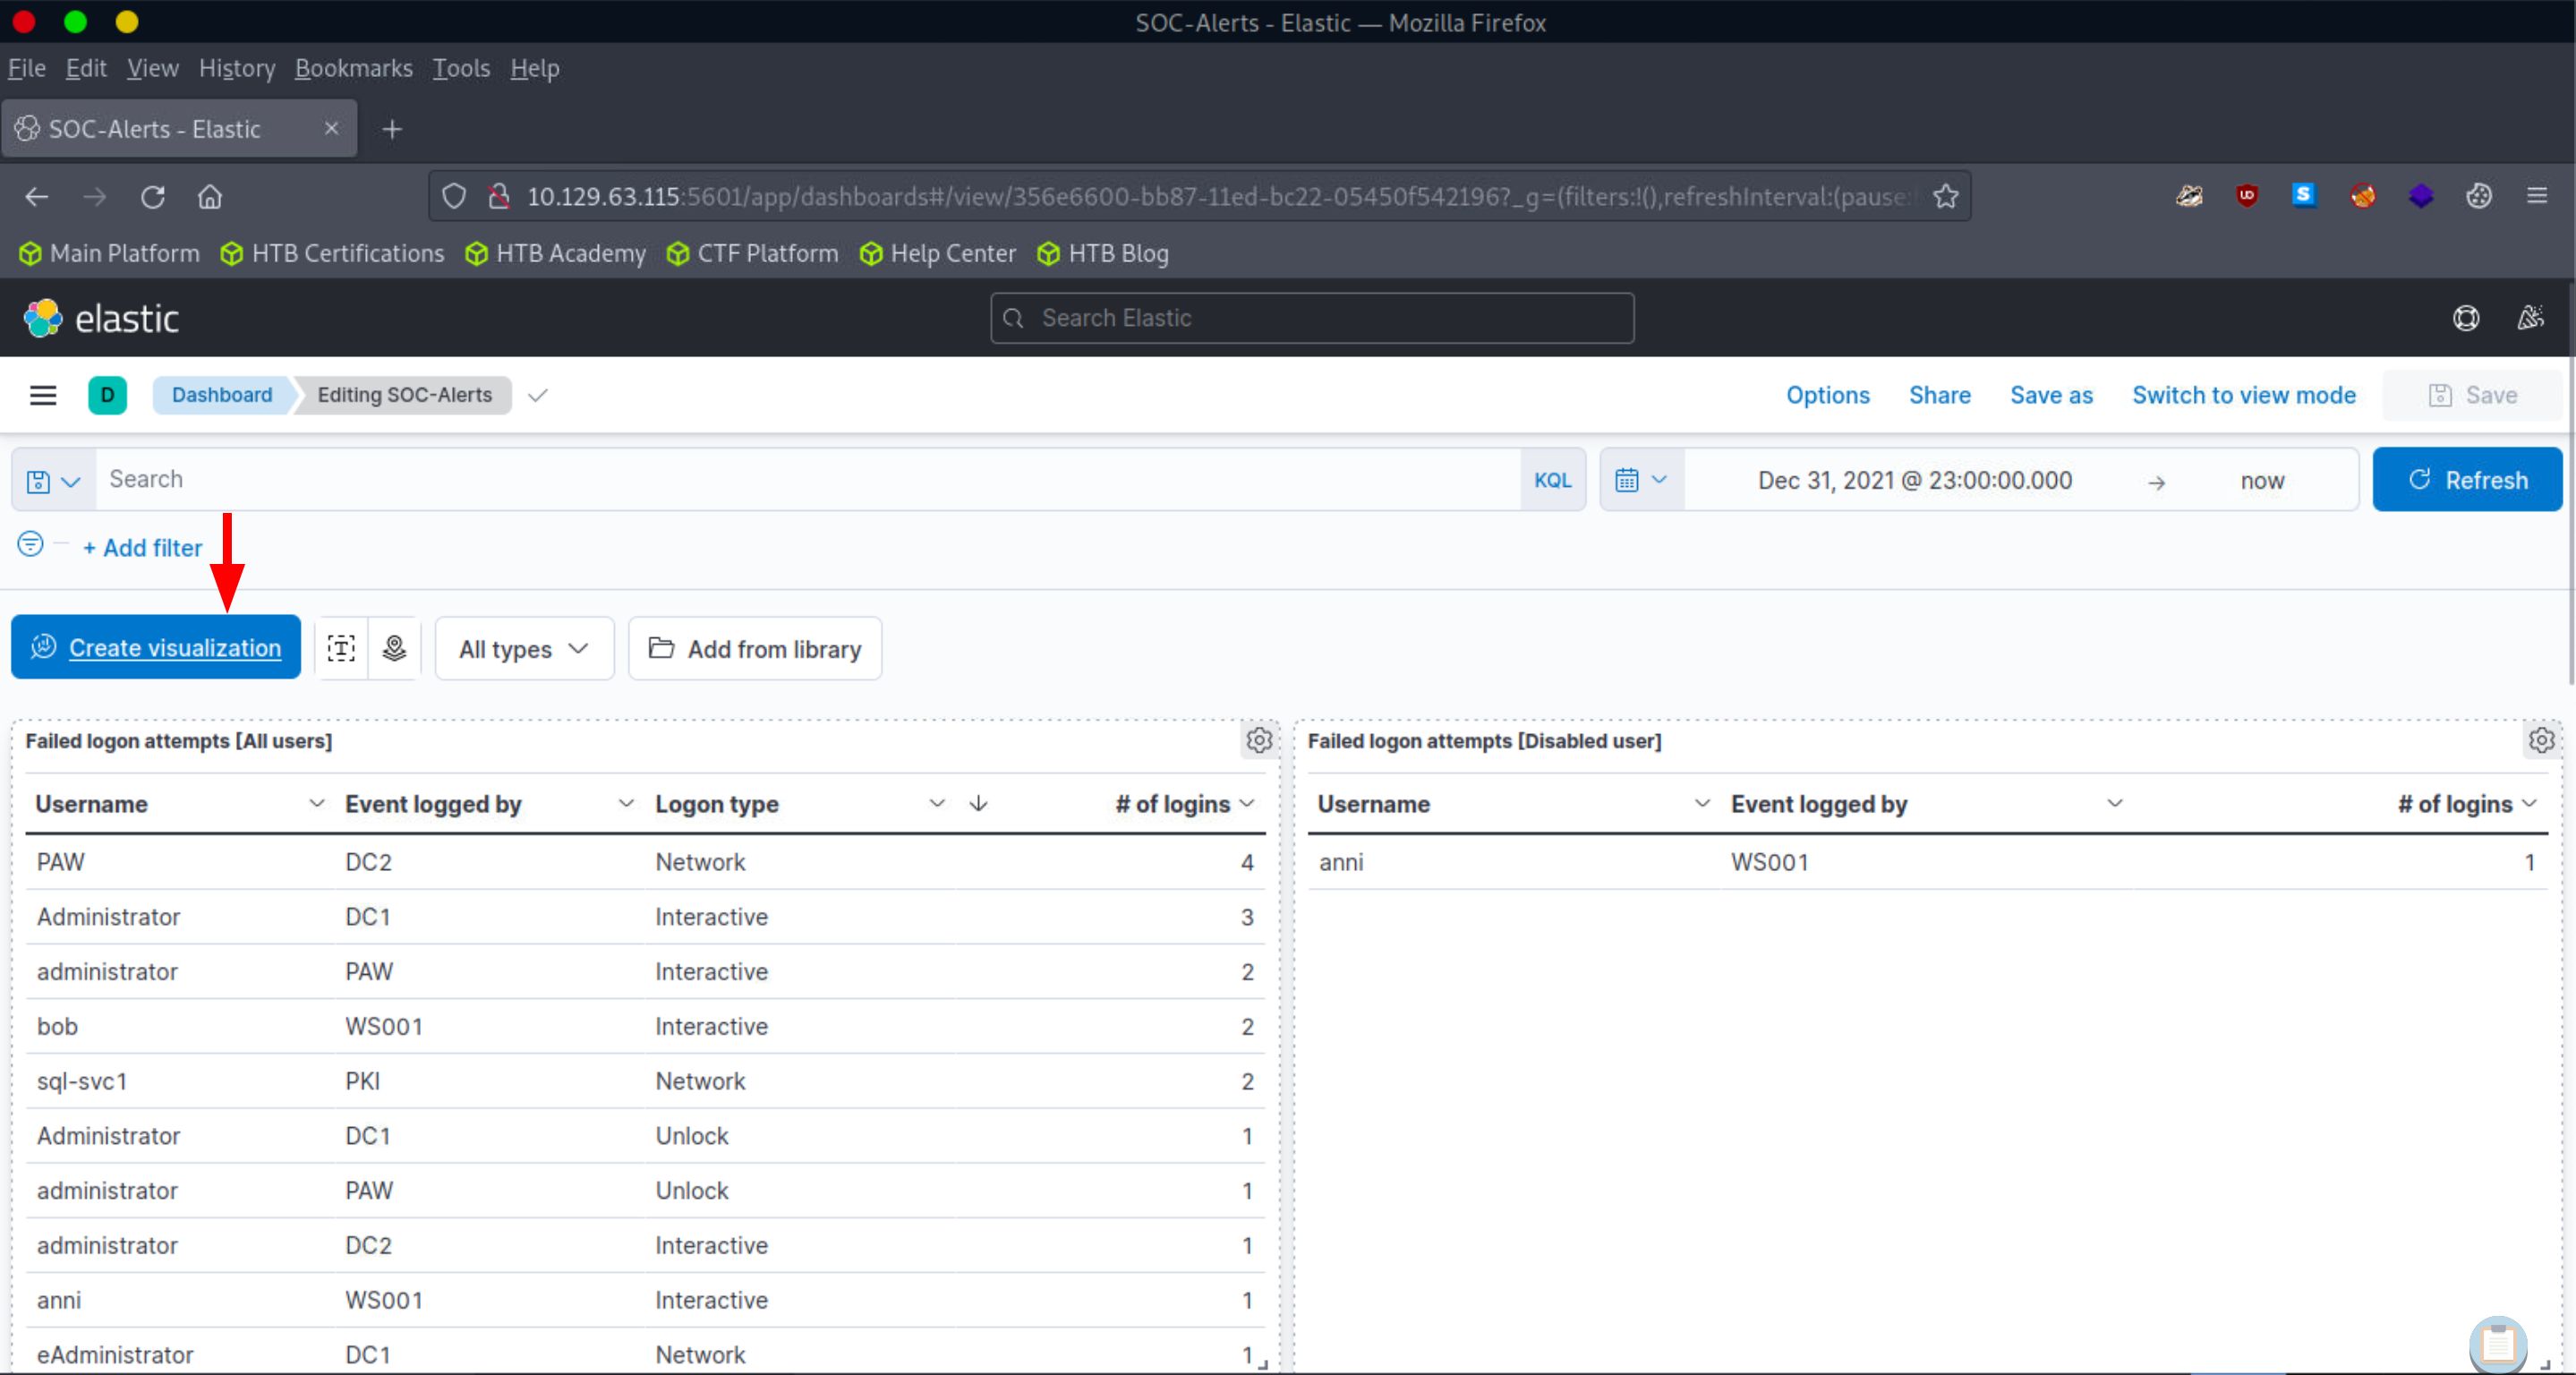 SOC-Alerts - Elastic — Mozilla Firefox
File Edit View History Bookmarks Tools Help
SOC-Alerts - Elastic
10.129.63.115:5601/app/dashboards#/view/356e6600-bb87-11ed-bc22-05450f542196?_g=(filters:!(),refreshInterval:(pause:
Main Platform HTB Certifications HTB Academy CTF Platform Help Center HTB Blog
elastic
Search Elastic
D Dashboard Editing SOC-Alerts Options Share Save as Switch to view mode Save
Search KQL Dec 31, 2021 @ 23:00:00.000 → now Refresh
+ Add filter
Create visualization T All types Add from library
Failed logon attempts [All users]
Username Event logged by Logon type ↓ # of logins
PAW DC2 Network 4
Administrator DC1 Interactive 3
administrator PAW Interactive 2
bob WS001 Interactive 2
sql-svc1 PKI Network 2
Administrator DC1 Unlock 1
administrator PAW Unlock 1
administrator DC2 Interactive 1
anni WS001 Interactive 1
eAdministrator DC1 Network 1
Failed logon attempts [Disabled user]
Username Event logged by # of logins
anni WS001 1